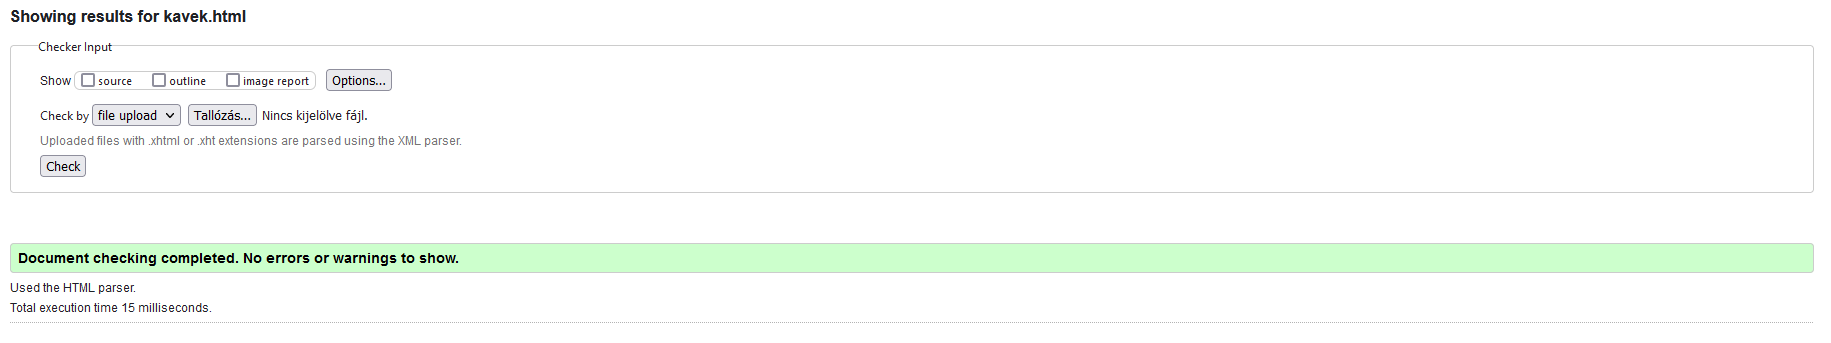 Showing results for kavek.html
Checker Input
Show source outline image report Options...
Check by file upload Tallózás... Nincs kijelölve fájl.
Uploaded files with .xhtml or .xht extensions are parsed using the XML parser.
Check
Document checking completed. No errors or warnings to show.
Used the HTML parser.
Total execution time 15 milliseconds.